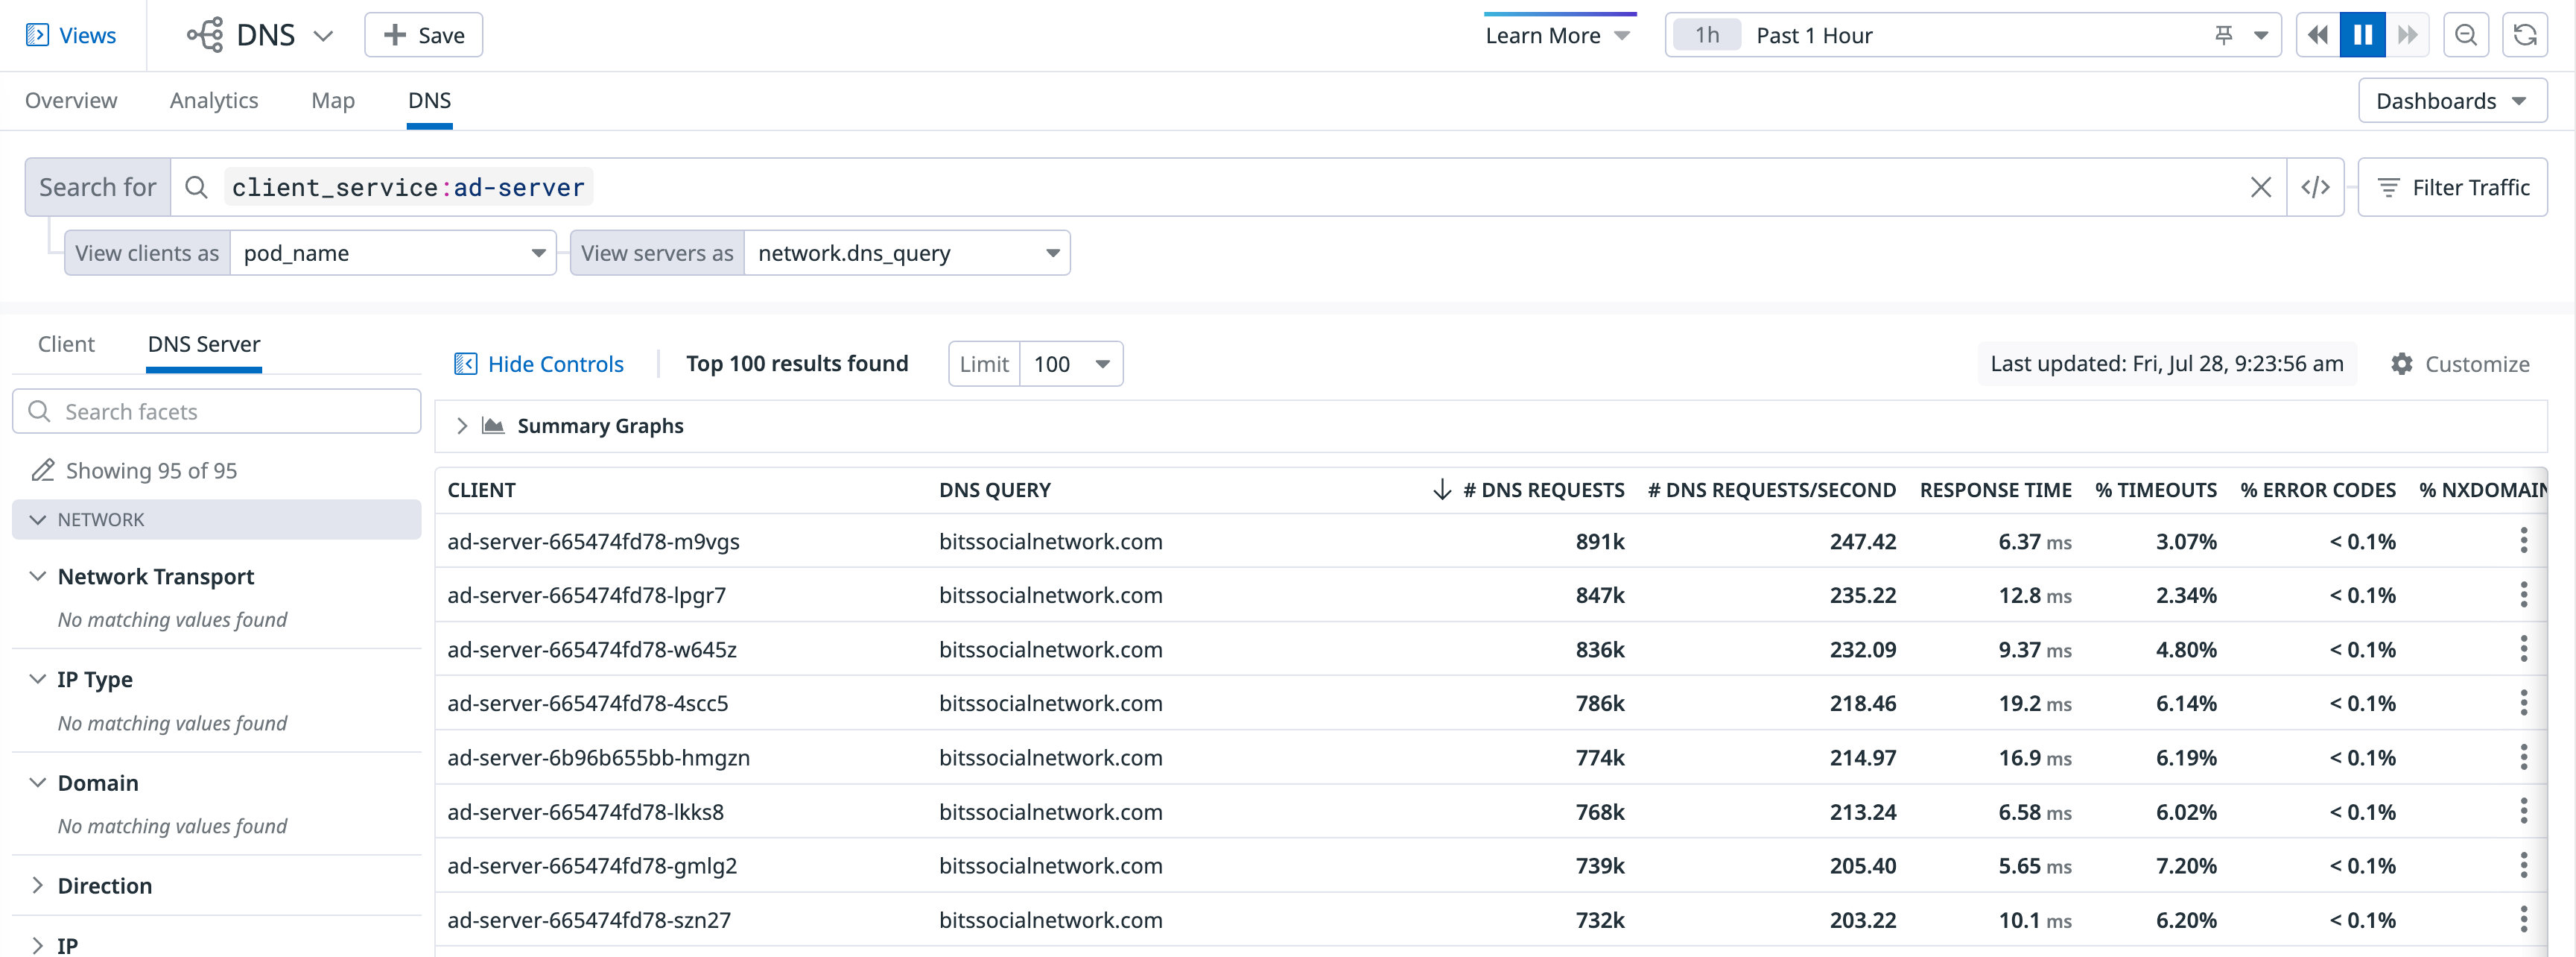 Views DNS Save Learn More 1h Past 1 Hour
Overview Analytics Map DNS Dashboards
Search for client_service:ad-server </> Filter Traffic
View clients as pod_name View servers as network.dns_query
Client DNS Server
Hide Controls Top 100 results found Limit 100 Last updated: Fri, Jul 28, 9:23:56 am Customize
Search facets
Showing 95 of 95
NETWORK
Network Transport
No matching values found
IP Type
No matching values found
Domain
No matching values found
Direction
IP
Summary Graphs
CLIENT DNS QUERY # DNS REQUESTS # DNS REQUESTS/SECOND RESPONSE TIME % TIMEOUTS % ERROR CODES % NXDOMAIN
ad-server-665474fd78-m9vgs bitssocialnetwork.com 891k 247.42 6.37 ms 3.07% < 0.1%
ad-server-665474fd78-lpgr7 bitssocialnetwork.com 847k 235.22 12.8 ms 2.34% < 0.1%
ad-server-665474fd78-w645z bitssocialnetwork.com 836k 232.09 9.37 ms 4.80% < 0.1%
ad-server-665474fd78-4scc5 bitssocialnetwork.com 786k 218.46 19.2 ms 6.14% < 0.1%
ad-server-6b96b655bb-hmgzn bitssocialnetwork.com 774k 214.97 16.9 ms 6.19% < 0.1%
ad-server-665474fd78-lkks8 bitssocialnetwork.com 768k 213.24 6.58 ms 6.02% < 0.1%
ad-server-665474fd78-gmlg2 bitssocialnetwork.com 739k 205.40 5.65 ms 7.20% < 0.1%
ad-server-665474fd78-szn27 bitssocialnetwork.com 732k 203.22 10.1 ms 6.20% < 0.1%